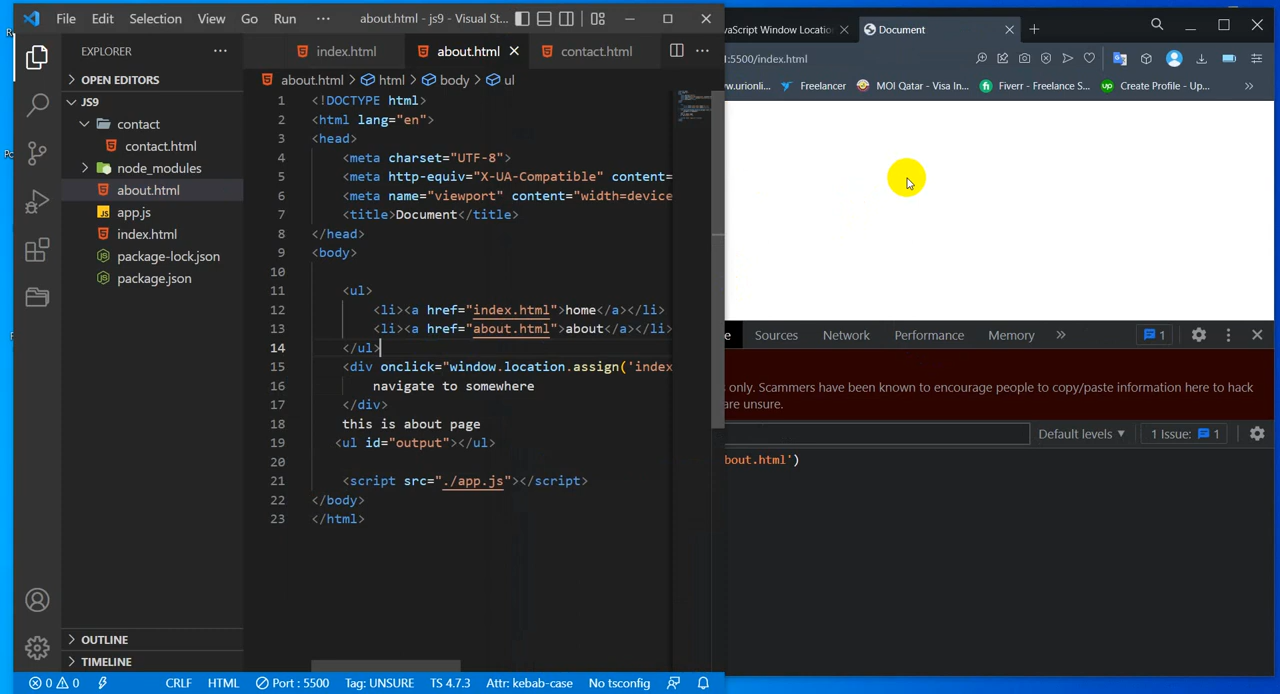 File Edit Selection View Go Run ··· about.html - js9 - Visual St...
EXPLORER ···
OPEN EDITORS
JS9
contact
contact.html
node_modules
about.html
app.js
index.html
package-lock.json
package.json
OUTLINE
TIMELINE
index.html about.html contact.html ···
about.html > html > body > ul
1 <!DOCTYPE html>
2 <html lang="en">
3 <head>
4 <meta charset="UTF-8">
5 <meta http-equiv="X-UA-Compatible" content=
6 <meta name="viewport" content="width=device
7 <title>Document</title>
8 </head>
9 <body>
10
11 <ul>
12 <li><a href="index.html">home</a></li>
13 <li><a href="about.html">about</a></li>
14 </ul>
15 <div onclick="window.location.assign('index
16 navigate to somewhere
17 </div>
18 this is about page
19 <ul id="output"></ul>
20
21 <script src="./app.js"></script>
22 </body>
23 </html>
0 0 CRLF HTML Port : 5500 Tag: UNSURE TS 4.7.3 Attr: kebab-case No tsconfig
avaScript Window Locatio Document
:5500/index.html
w.urionli... Freelancer MOI Qatar - Visa In... Fiverr - Freelance S... Create Profile - Up...
e Sources Network Performance Memory 1
s only. Scammers have been known to encourage people to copy/paste information here to hack
are unsure.
Default levels 1 Issue: 1
bout.html')